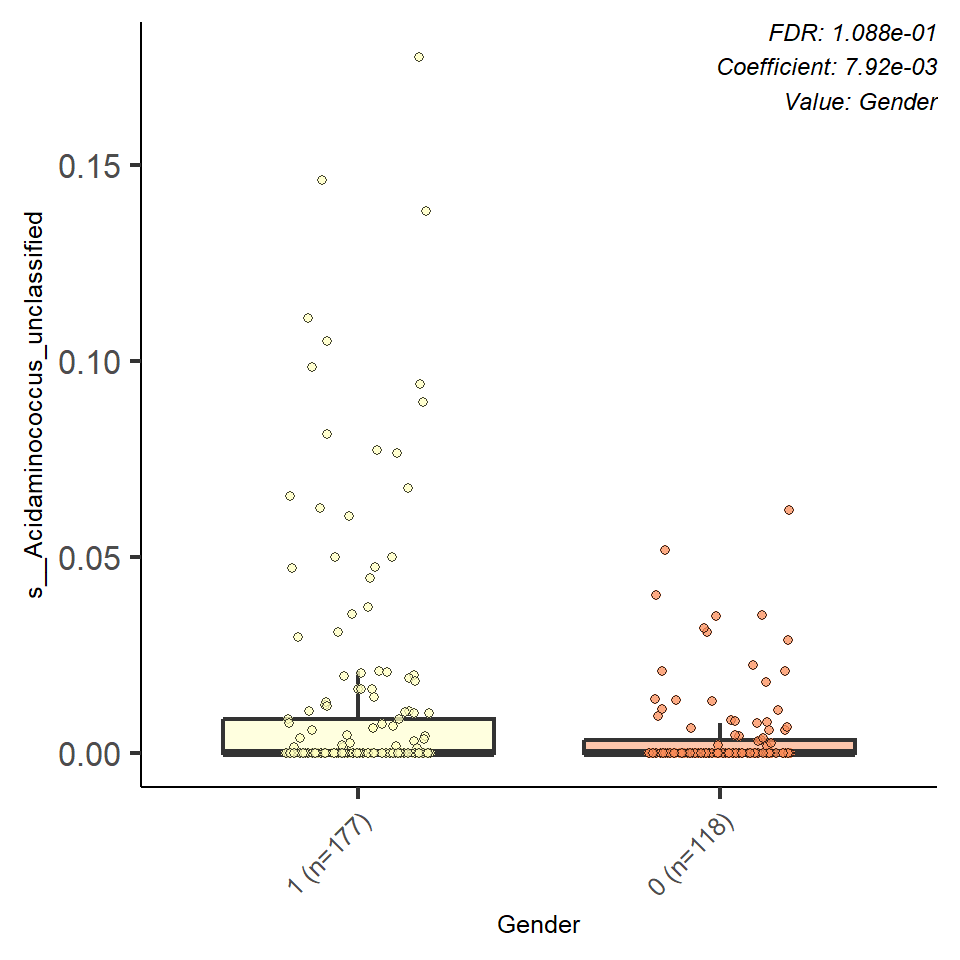 FDR: 1.088e-01
Coefficient: 7.92e-03
Value: Gender
s__Acidaminococcus_unclassified
0.15
0.10
0.05
0.00
1 (n=177)
0 (n=118)
Gender